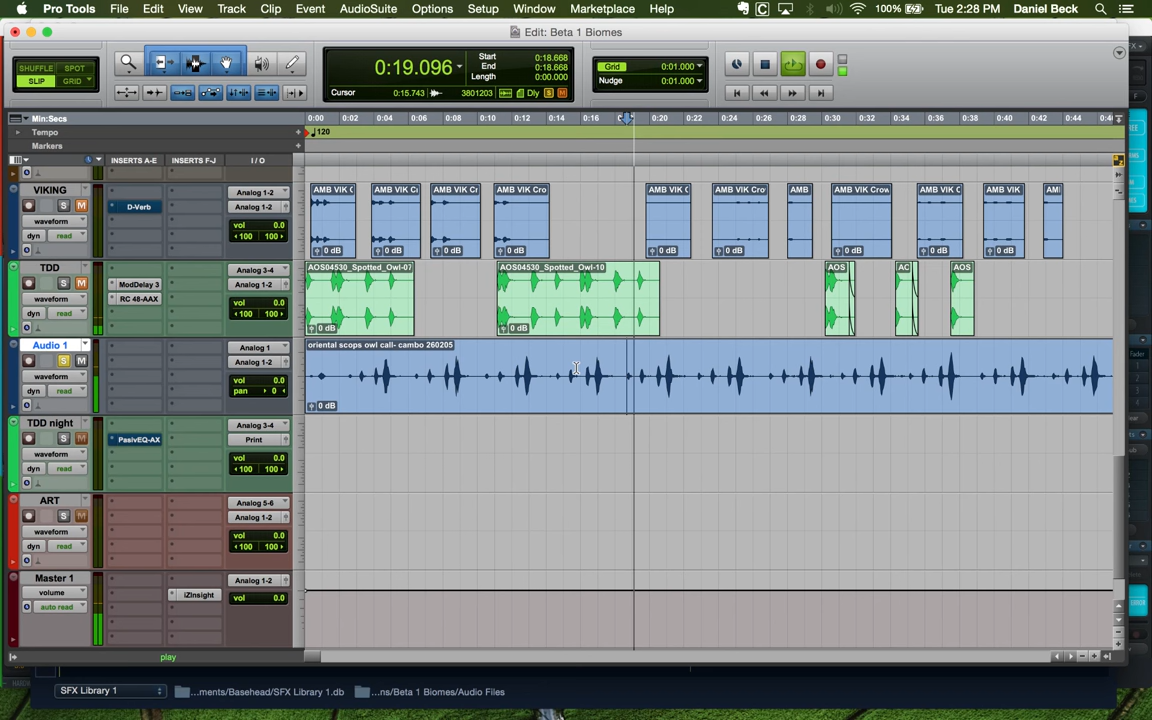 Pro Tools File Edit View Track Clip Event AudioSuite Options Setup Window Marketplace Help 100% Tue 2:28 PM Daniel Beck
Edit: Beta 1 Biomes
SHUFFLE SPOT
SLIP GRID
0:19.096
Start 0:18.668
End 0:18.668
Length 0:00.000
Cursor 0:15.743 3801203 Dly S M
Grid 0:01.000
Nudge 0:01.000
Min:Secs 0:00 0:02 0:04 0:06 0:08 0:10 0:12 0:14 0:16 0:20 0:22 0:24 0:26 0:28 0:30 0:32 0:34 0:36 0:38 0:40 0:42 0:44 0:4
Tempo 120
Markers
INSERTS A-E INSERTS F-J I / O
VIKING
S M
waveform
dyn read
D-Verb
Analog 1-2
Analog 1-2
vol 0.0
100 100
AMB VIK C AMB VIK Cr AMB VIK Cr AMB VIK Cro AMB VIK C AMB VIK Cro AMB AMB VIK Crow AMB VIK C AMB VIK AMI
0 dB 0 dB 0 dB 0 dB 0 dB 0 dB 0 dB 0 dB
TDD
S M
waveform
dyn read
ModDelay 3
RC 48-AAX
Analog 3-4
Analog 1-2
vol 0.0
100 100
AOS04530_Spotted_Owl-07 AOS04530_Spotted_Owl-10 AOS AC AOS
0 dB 0 dB
Audio 1
S M
waveform
dyn read
Analog 1
Analog 1-2
vol 0.0
pan 0
oriental scops owl call- cambo 260205
0 dB
TDD night
S M
waveform
dyn read
PasivEQ-AX
Analog 3-4
Print
vol 0.0
100 100
ART
S M
waveform
dyn read
Analog 5-6
Analog 1-2
vol 0.0
100 100
Master 1
volume
auto read
iZInsight
Analog 1-2
vol 0.0
play
SFX Library 1 ...ments/Basehead/SFX Library 1.db ...ns/Beta 1 Biomes/Audio Files